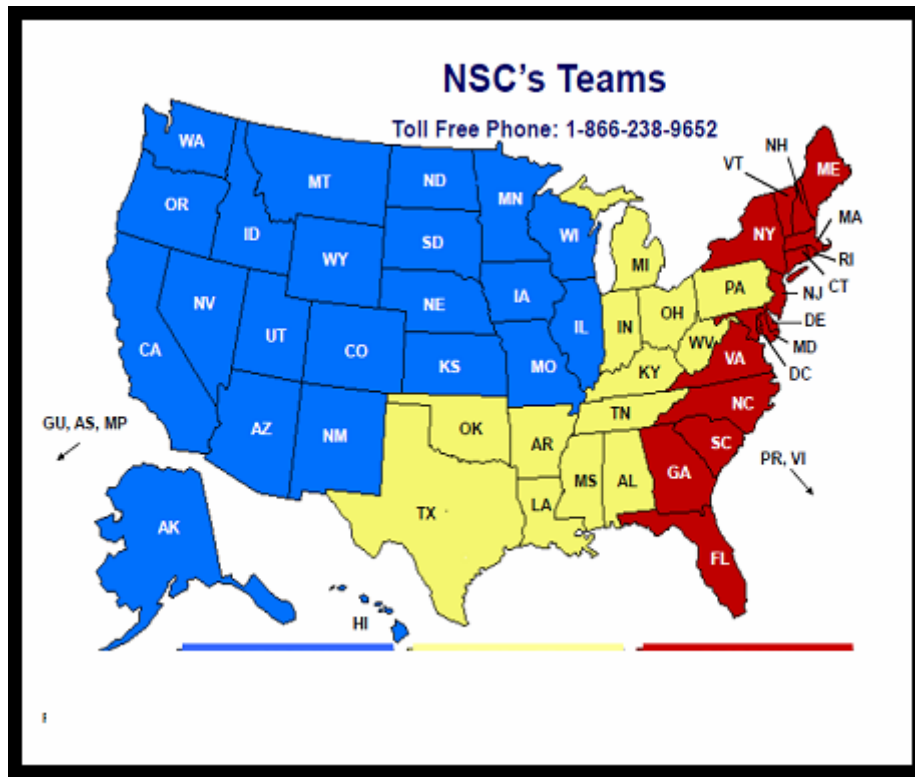 NSC's Teams
Toll Free Phone: 1-866-238-9652
WA
MT
ND
MN
OR
ID
WY
SD
WI
NV
UT
CO
NE
IA
IL
CA
KS
MO
AZ
NM
AK
HI
MI
IN
OH
PA
WV
KY
TN
OK
AR
MS
AL
LA
TX
VT
NH
ME
NY
MA
RI
CT
NJ
DE
MD
DC
VA
NC
SC
GA
FL
GU, AS, MP
PR, VI